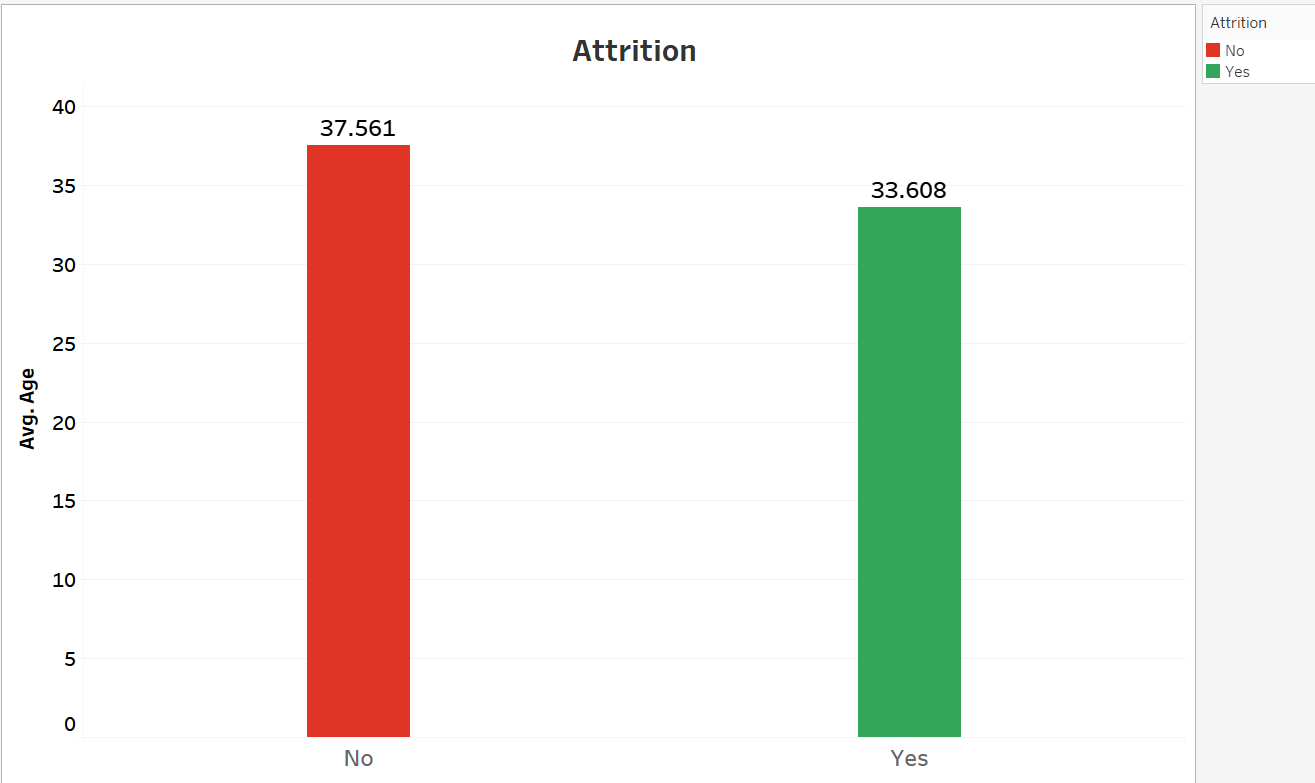 Attrition
40
35
30
25
20
15
10
5
0
Avg. Age
37.561
33.608
No
Yes
Attrition
No
Yes